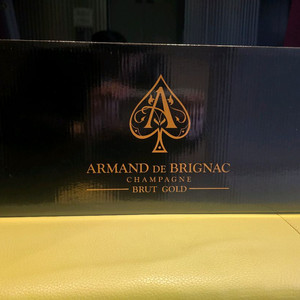 A
ARMAND DE BRIGNAC
CHAMPAGNE
BRUT GOLD